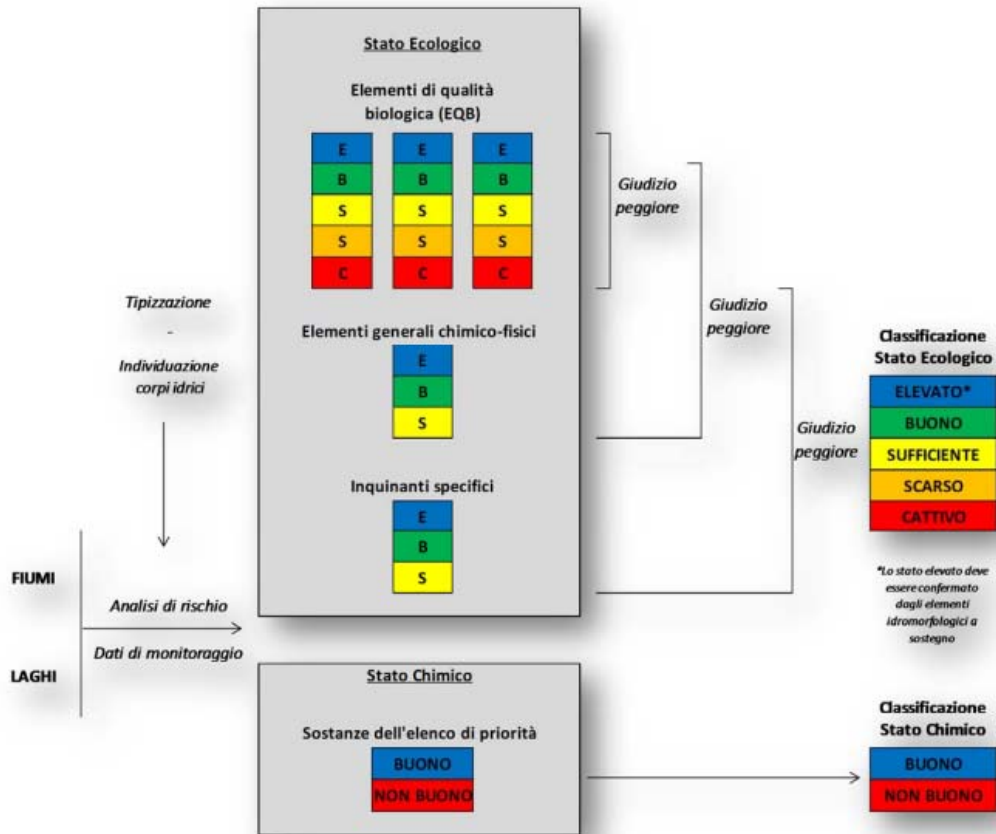 Stato Ecologico
Elementi di qualità
biologica (EQB)
E E E
B B B
S S S
S S S
C C C
Giudizio
peggiore
Giudizio
peggiore
Giudizio
peggiore
Tipizzazione
-
Individuazione
corpi idrici
Elementi generali chimico-fisici
E
B
S
Inquinanti specifici
E
B
S
Classificazione
Stato Ecologico
ELEVATO*
BUONO
SUFFICIENTE
SCARSO
CATTIVO
*Lo stato elevato deve
essere confermato
dagli elementi
idromorfologici a
sostegno
FIUMI
LAGHI
Analisi di rischio
Dati di monitoraggio
Stato Chimico
Sostanze dell'elenco di priorità
BUONO
NON BUONO
Classificazione
Stato Chimico
BUONO
NON BUONO